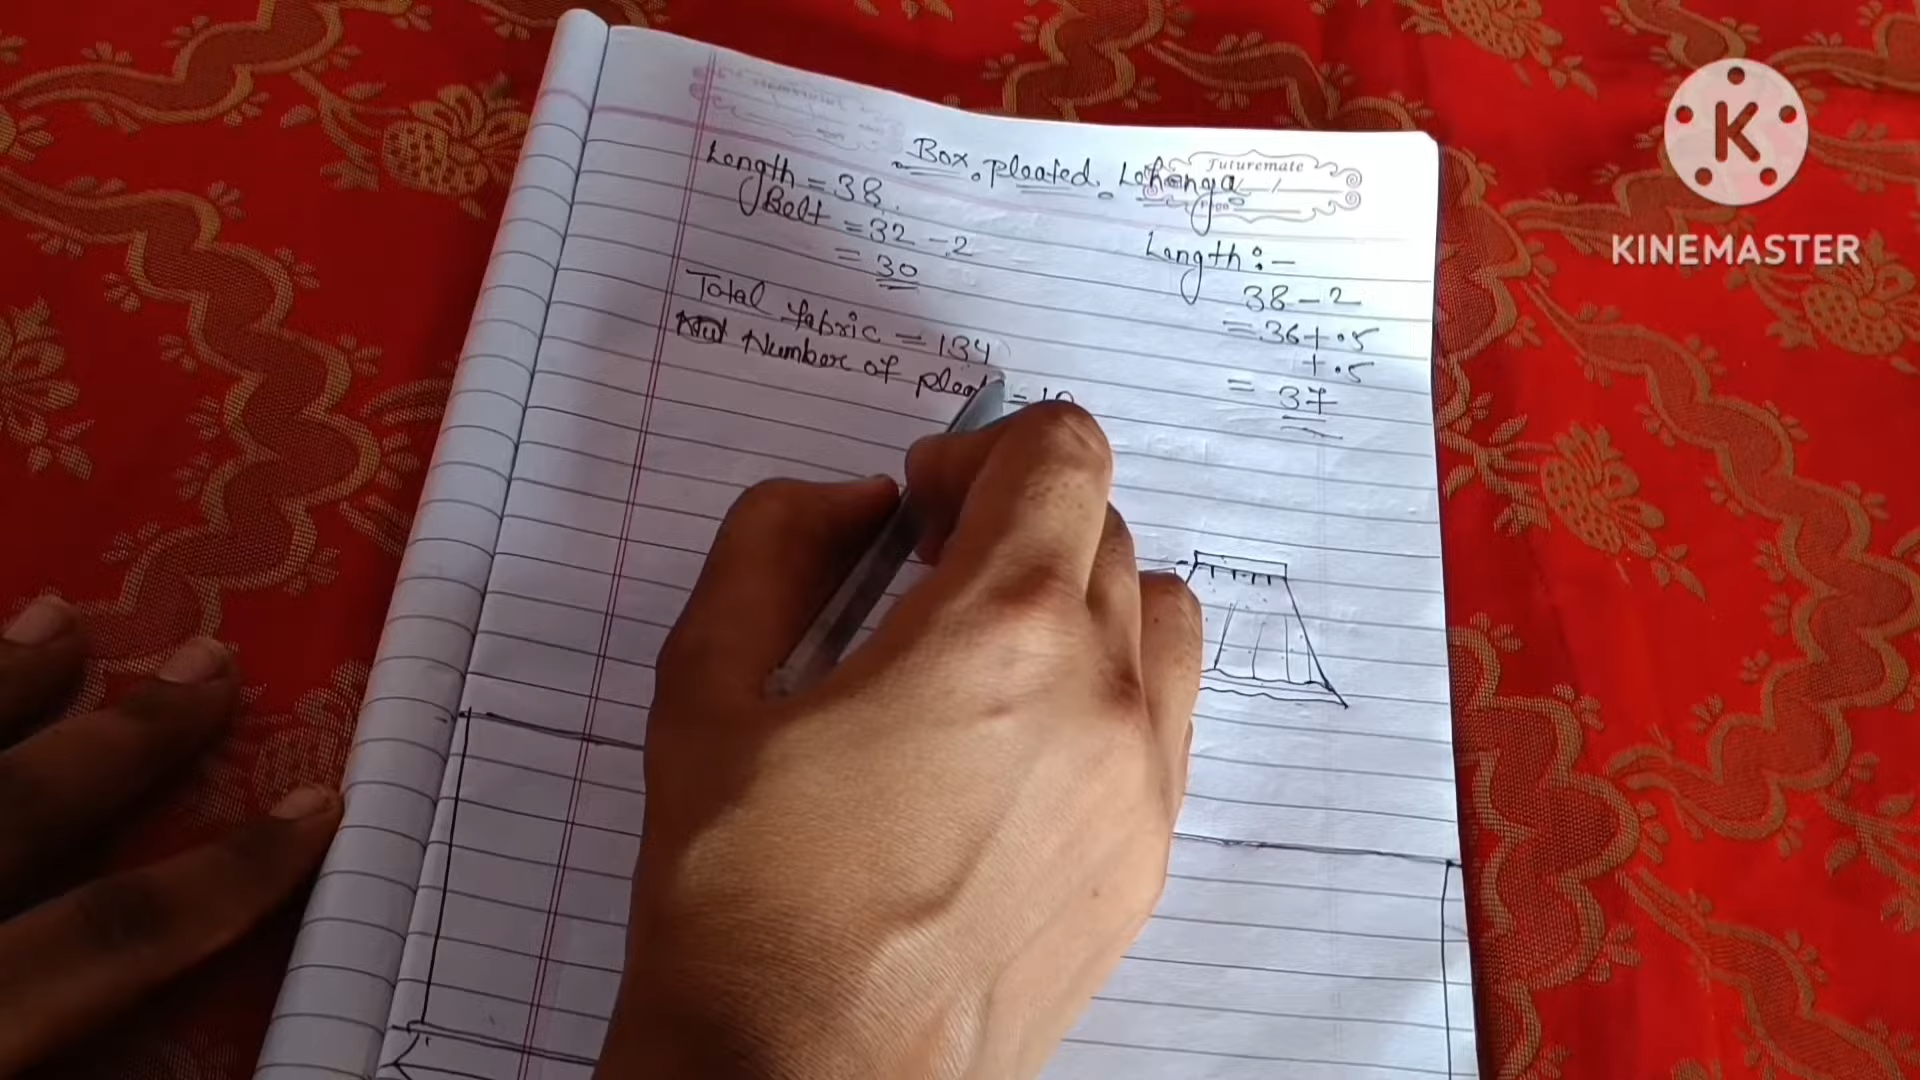 Box pleated Lehenga
Futuremate
Length = 38
Belt = 32 - 2
= 30
Total fabric = 134
Number of pleat = 10
Length :-
38 - 2
= 36 + .5
+ .5
= 37
K
KINEMASTER